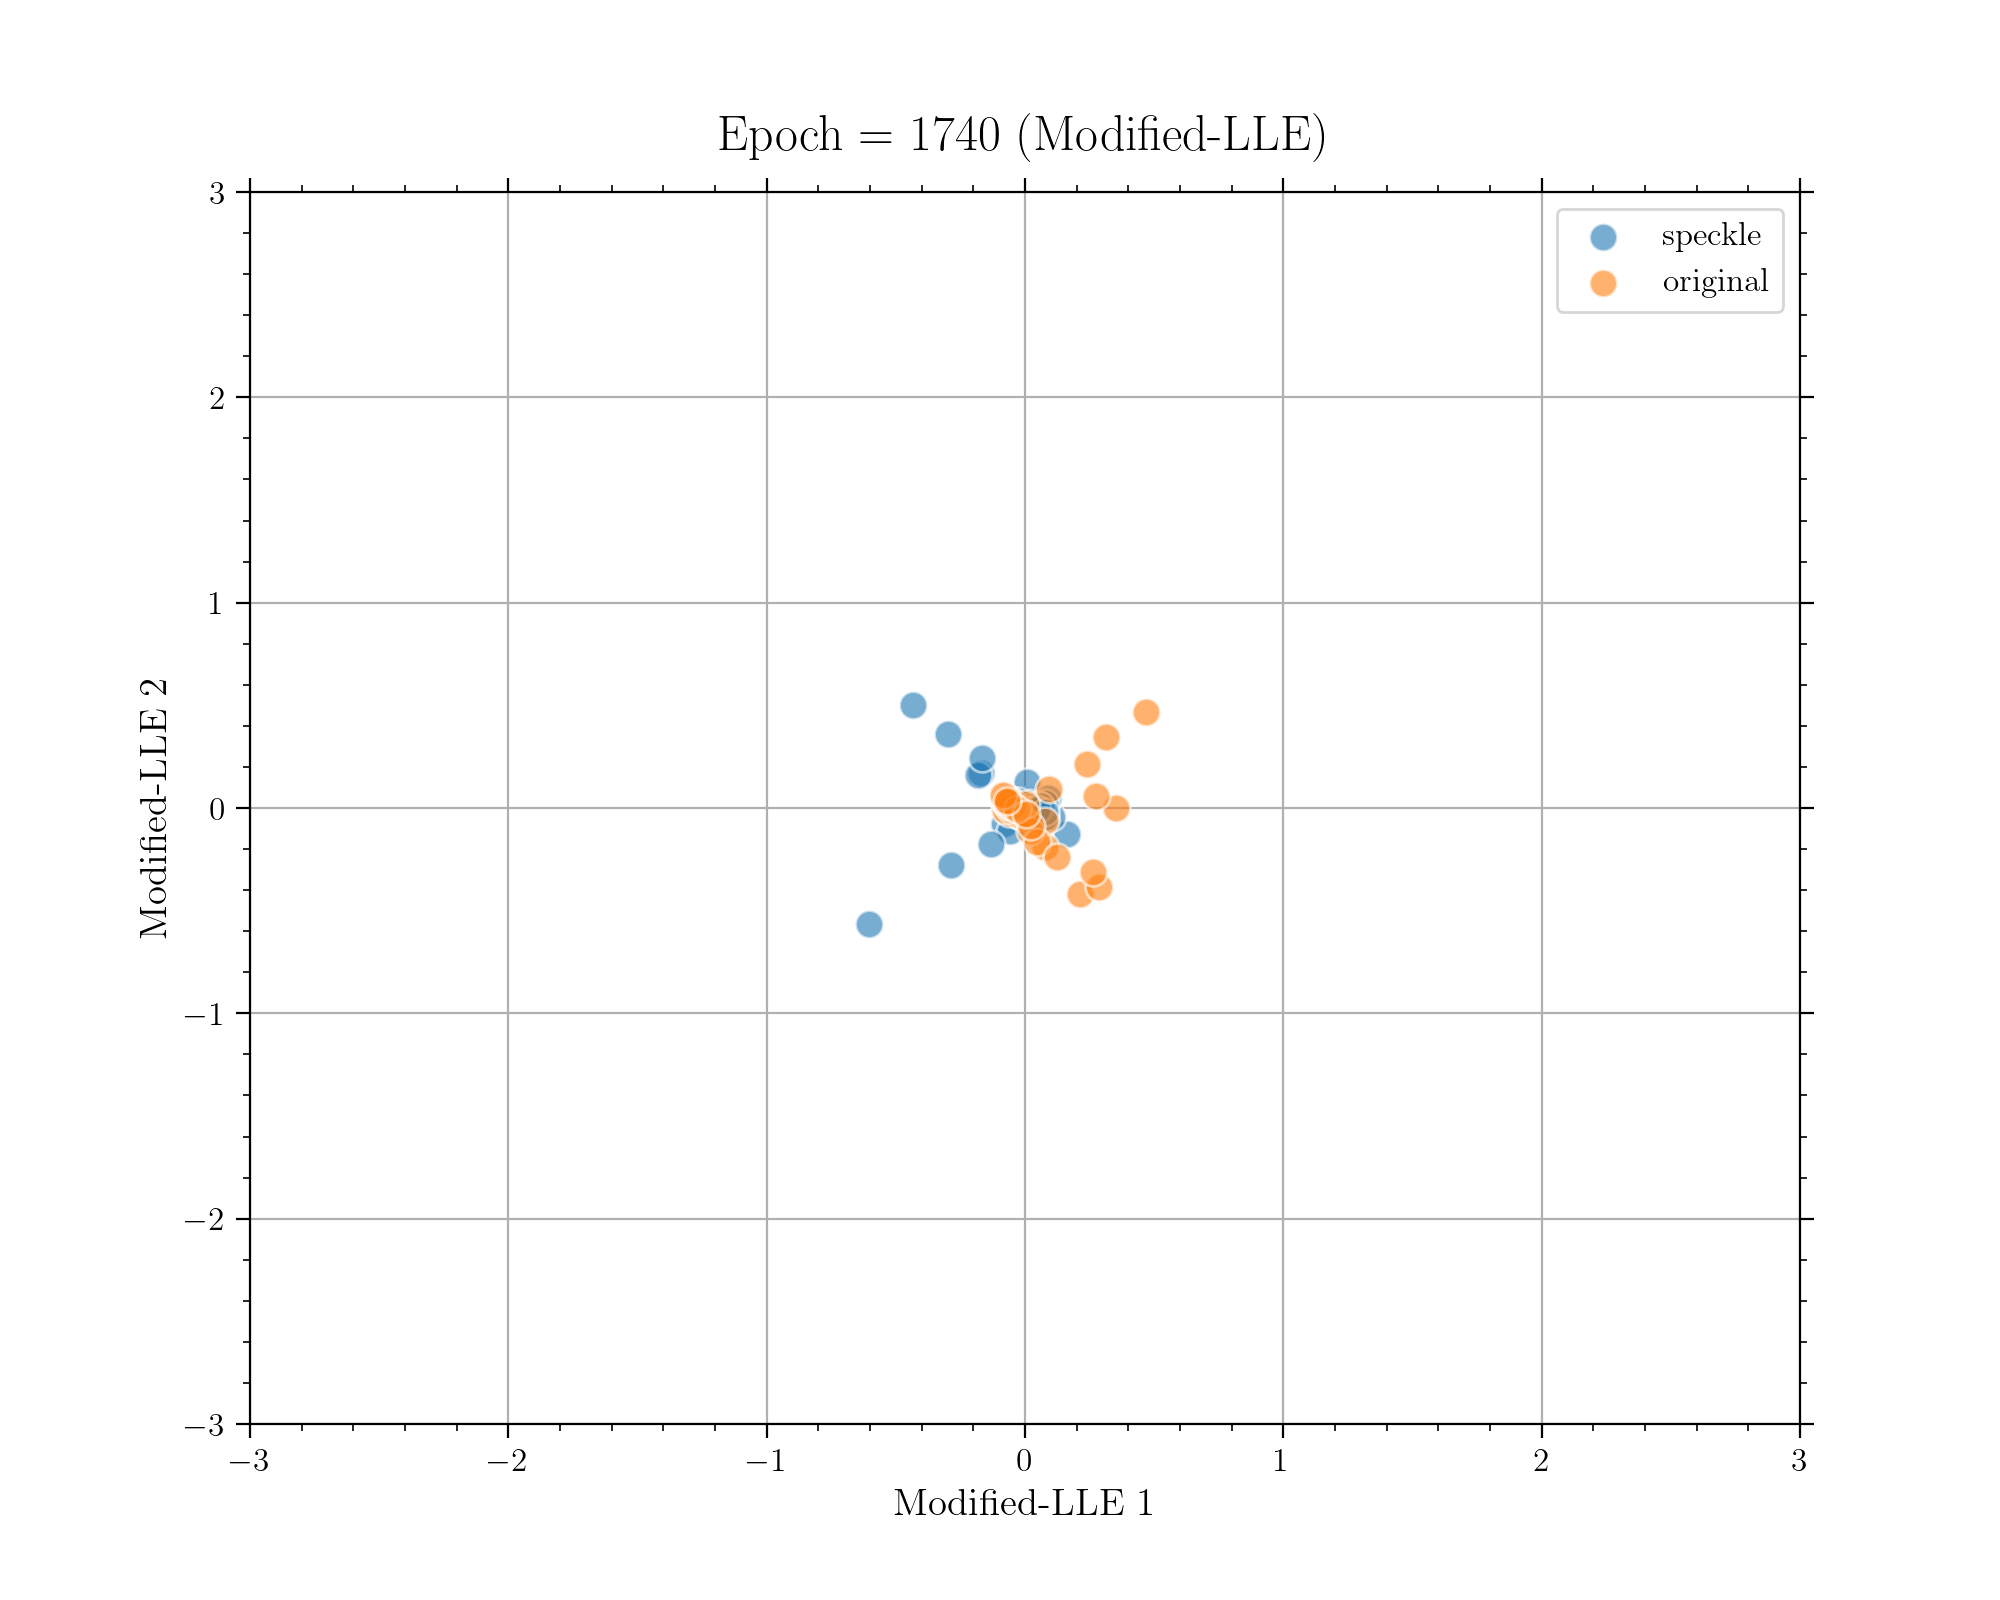 Epoch = 1740 (Modified-LLE)
speckle
original
3
2
1
0
−1
−2
−3
Modified-LLE 2
−3
−2
−1
0
1
2
3
Modified-LLE 1